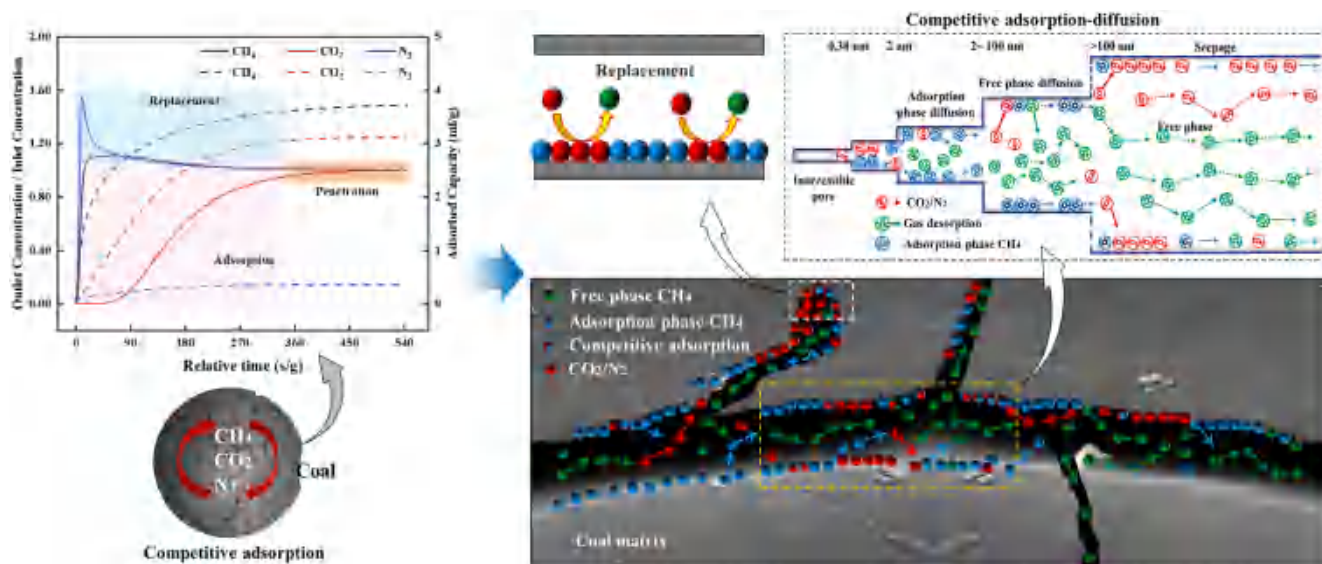 Competitive adsorption-diffusion
2.00
1.60
1.20
0.80
0.40
0.00
5
4
3
2
1
0
CH₄
CO₂
N₂
CH₄
CO₂
N₂
Replacement
Penetration
Adsorption
Outlet Concentration / Inlet Concentration
Adsorbed Capacity (ml/g)
0 90 180 270 360 450 540
Relative time (s/g)
CH₄
CO₂
N₂
Coal
Competitive adsorption
Replacement
0.38 nm
2 nm
2~100 nm
>100 nm
Seepage
Free phase diffusion
Adsorption
phase diffusion
Free phase
Inaccessible
pore
CO₂/N₂
Gas desorption
Adsorption phase CH₄
Free phase CH₄
Adsorption phase CH₄
Competitive adsorption
CO₂/N₂
Coal matrix